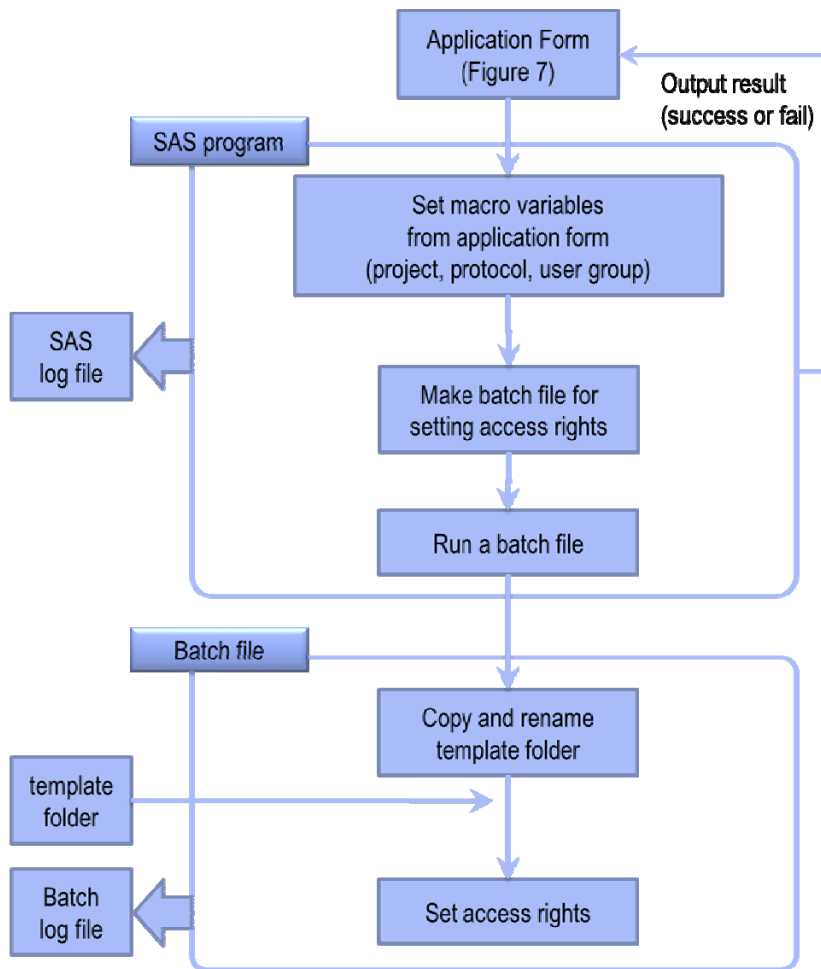 Application Form
(Figure 7)
Output result
(success or fail)
SAS program
Set macro variables
from application form
(project, protocol, user group)
SAS
log file
Make batch file for
setting access rights
Run a batch file
Batch file
Copy and rename
template folder
template
folder
Batch
log file
Set access rights